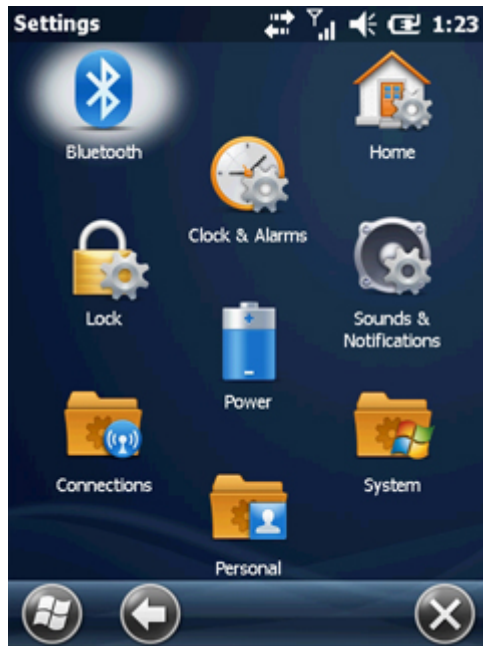 Settings 1:23
Bluetooth
Home
Clock & Alarms
Lock
Sounds &
Notifications
Power
Connections
System
Personal